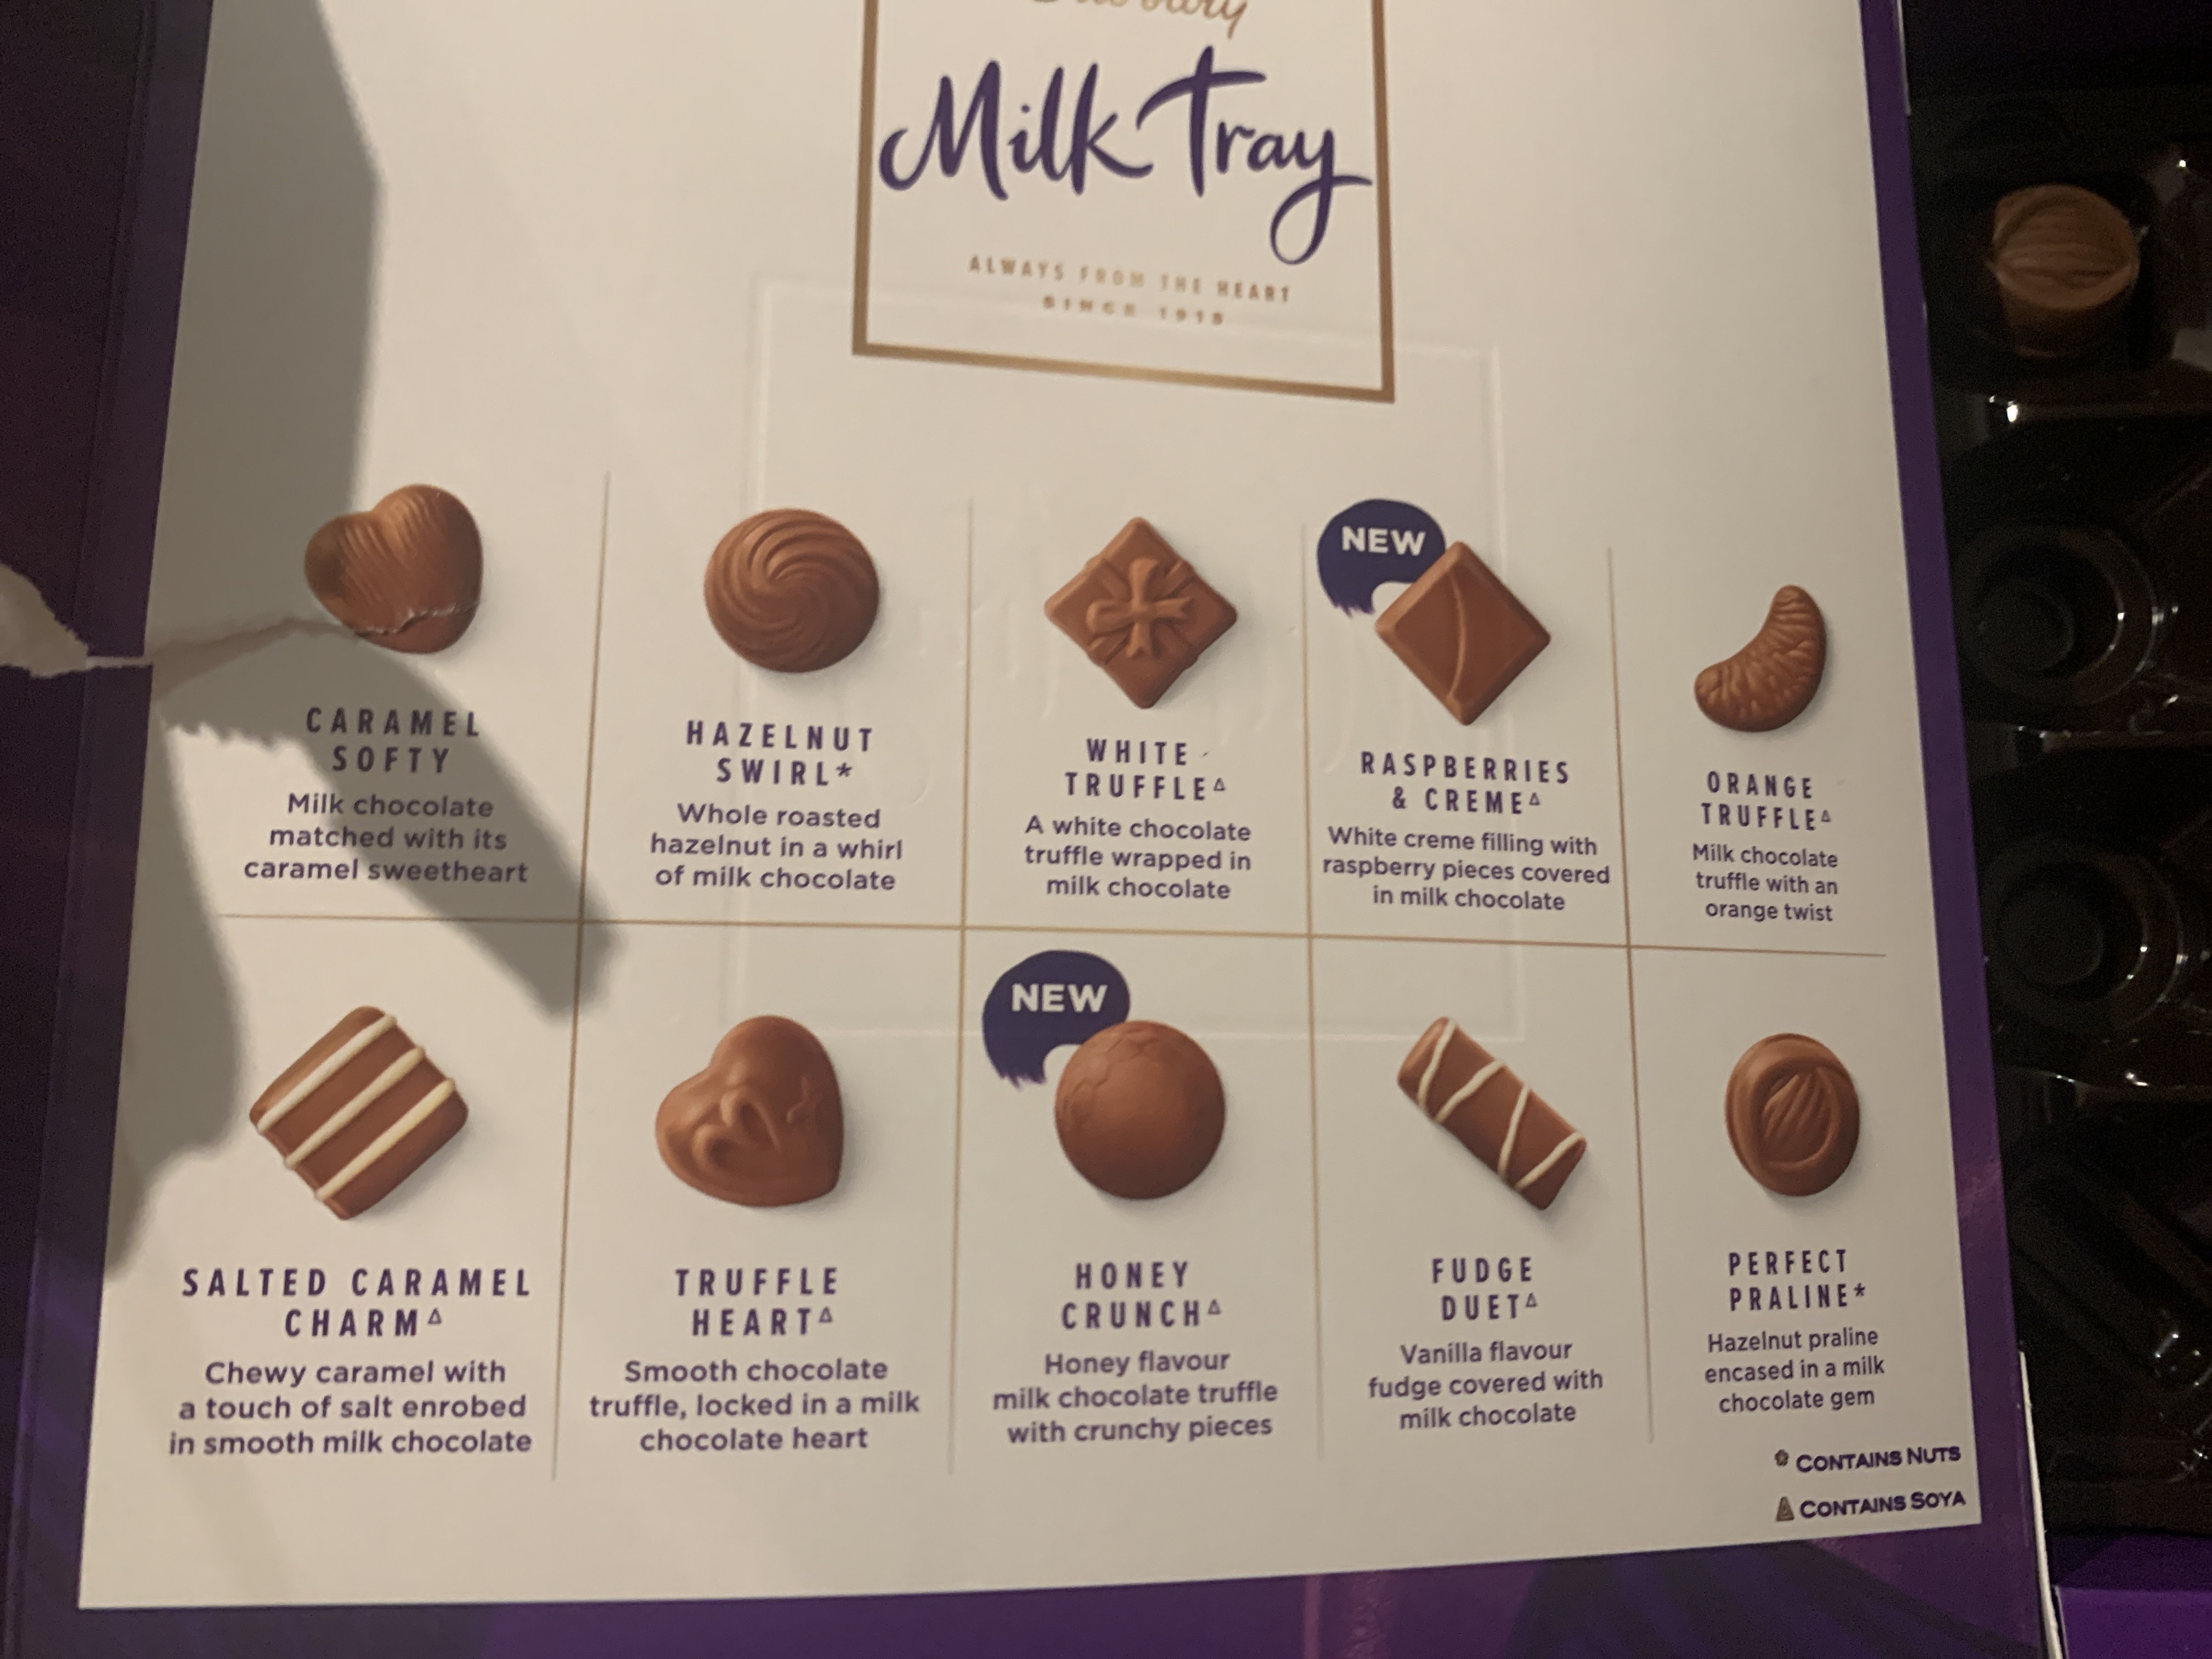 Milk Tray
ALWAYS FROM THE HEART
SINCE 1915
CARAMEL
SOFTY
Milk chocolate
matched with its
caramel sweetheart
HAZELNUT
SWIRL*
Whole roasted
hazelnut in a whirl
of milk chocolate
WHITE
TRUFFLE△
A white chocolate
truffle wrapped in
milk chocolate
NEW
RASPBERRIES
& CREME△
White creme filling with
raspberry pieces covered
in milk chocolate
ORANGE
TRUFFLE△
Milk chocolate
truffle with an
orange twist
SALTED CARAMEL
CHARM△
Chewy caramel with
a touch of salt enrobed
in smooth milk chocolate
TRUFFLE
HEART△
Smooth chocolate
truffle, locked in a milk
chocolate heart
NEW
HONEY
CRUNCH△
Honey flavour
milk chocolate truffle
with crunchy pieces
FUDGE
DUET△
Vanilla flavour
fudge covered with
milk chocolate
PERFECT
PRALINE*
Hazelnut praline
encased in a milk
chocolate gem
* CONTAINS NUTS
△ CONTAINS SOYA